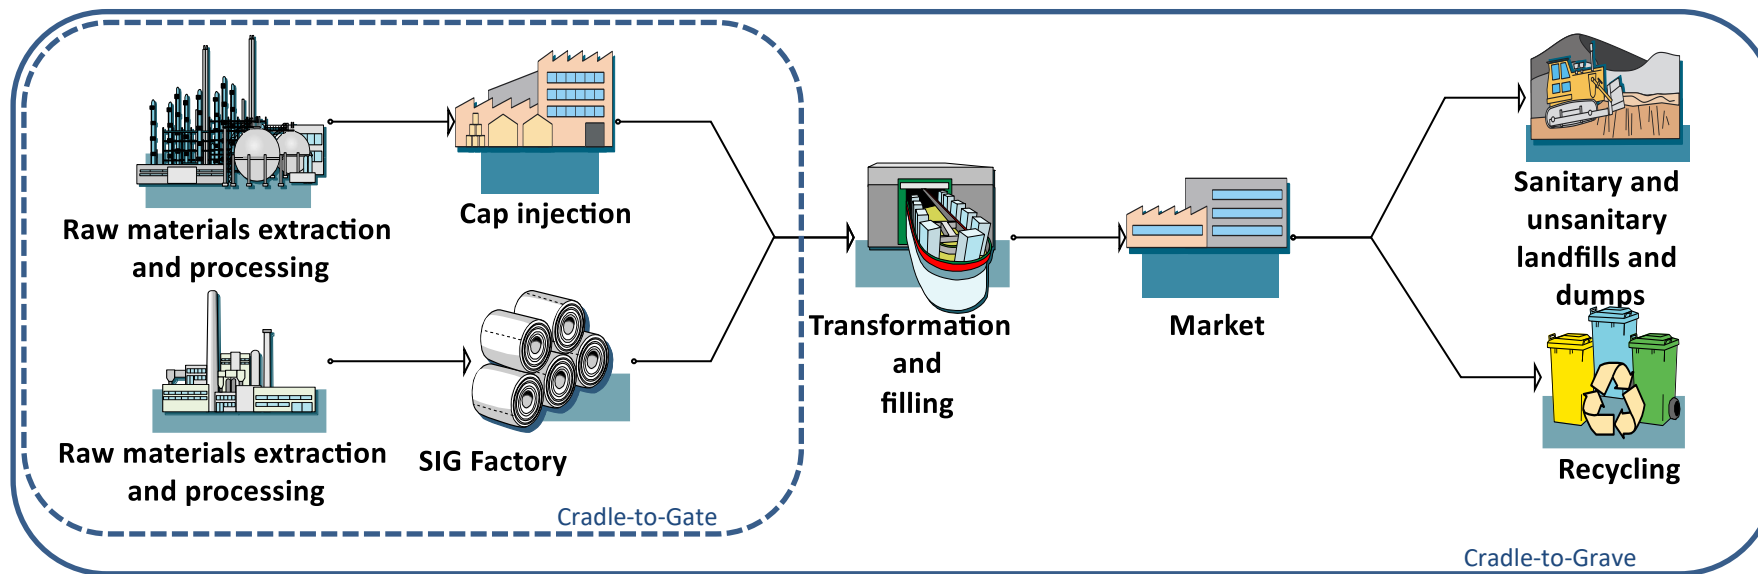 Raw materials extraction
and processing
Cap injection
Raw materials extraction
and processing
SIG Factory
Cradle-to-Gate
Transformation
and
filling
Market
Sanitary and
unsanitary
landfills and
dumps
Recycling
Cradle-to-Grave